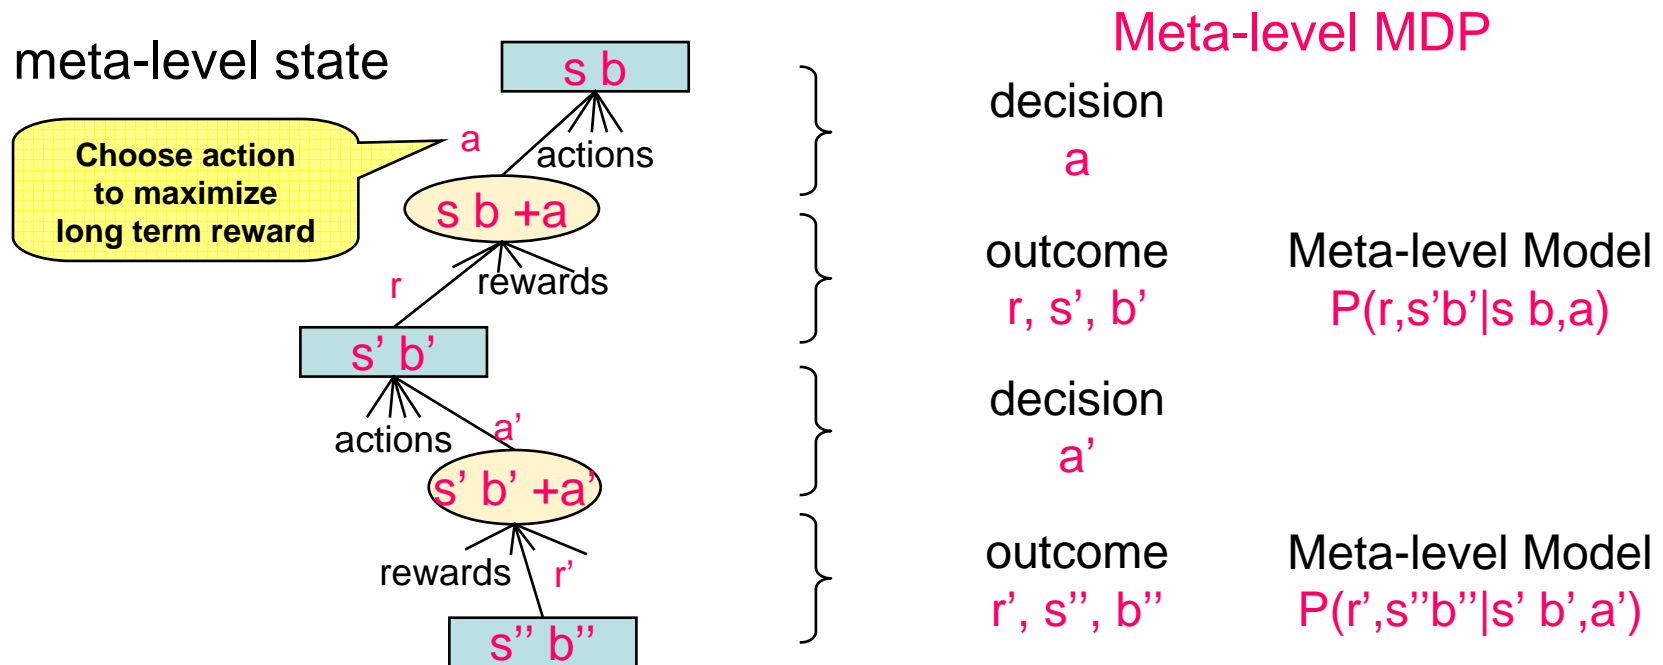 Meta-level MDP
meta-level state
s b
decision
a
Choose action
to maximize
long term reward
a
actions
s b +a
outcome
r, s’, b’
Meta-level Model
P(r,s’b’|s b,a)
r
rewards
s’ b’
decision
a’
actions
a’
s’ b’ +a’
outcome
r’, s’’, b’’
Meta-level Model
P(r’,s’’b’’|s’ b’,a’)
rewards
r’
s’’ b’’